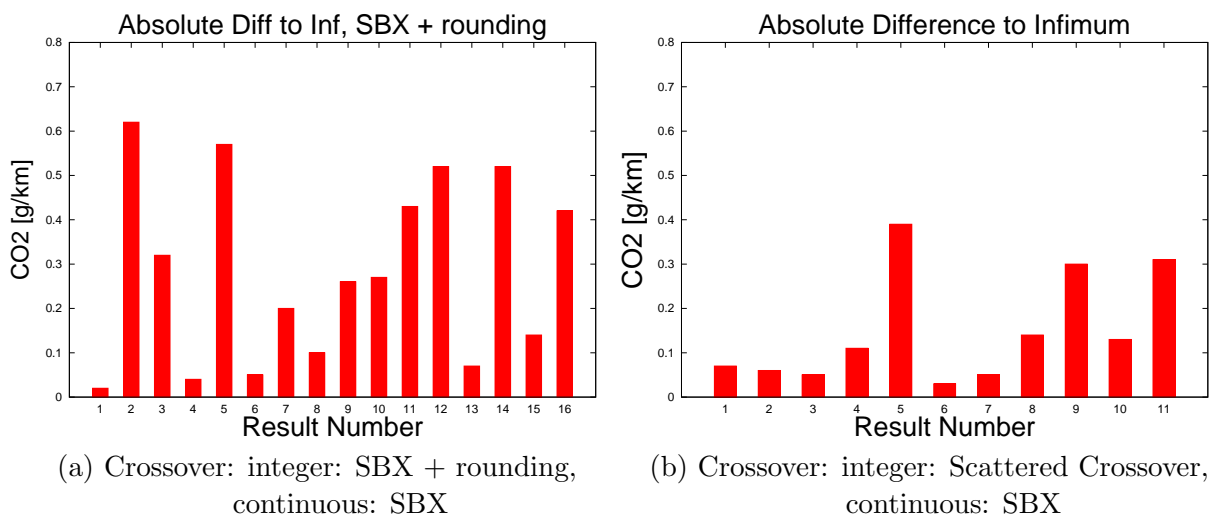 Absolute Diff to Inf, SBX + rounding
0.8
0.7
0.6
0.5
0.4
0.3
0.2
0.1
0
CO2 [g/km]
1 2 3 4 5 6 7 8 9 10 11 12 13 14 15 16
Result Number
(a) Crossover: integer: SBX + rounding,
continuous: SBX
Absolute Difference to Infimum
0.8
0.7
0.6
0.5
0.4
0.3
0.2
0.1
0
CO2 [g/km]
1 2 3 4 5 6 7 8 9 10 11
Result Number
(b) Crossover: integer: Scattered Crossover,
continuous: SBX